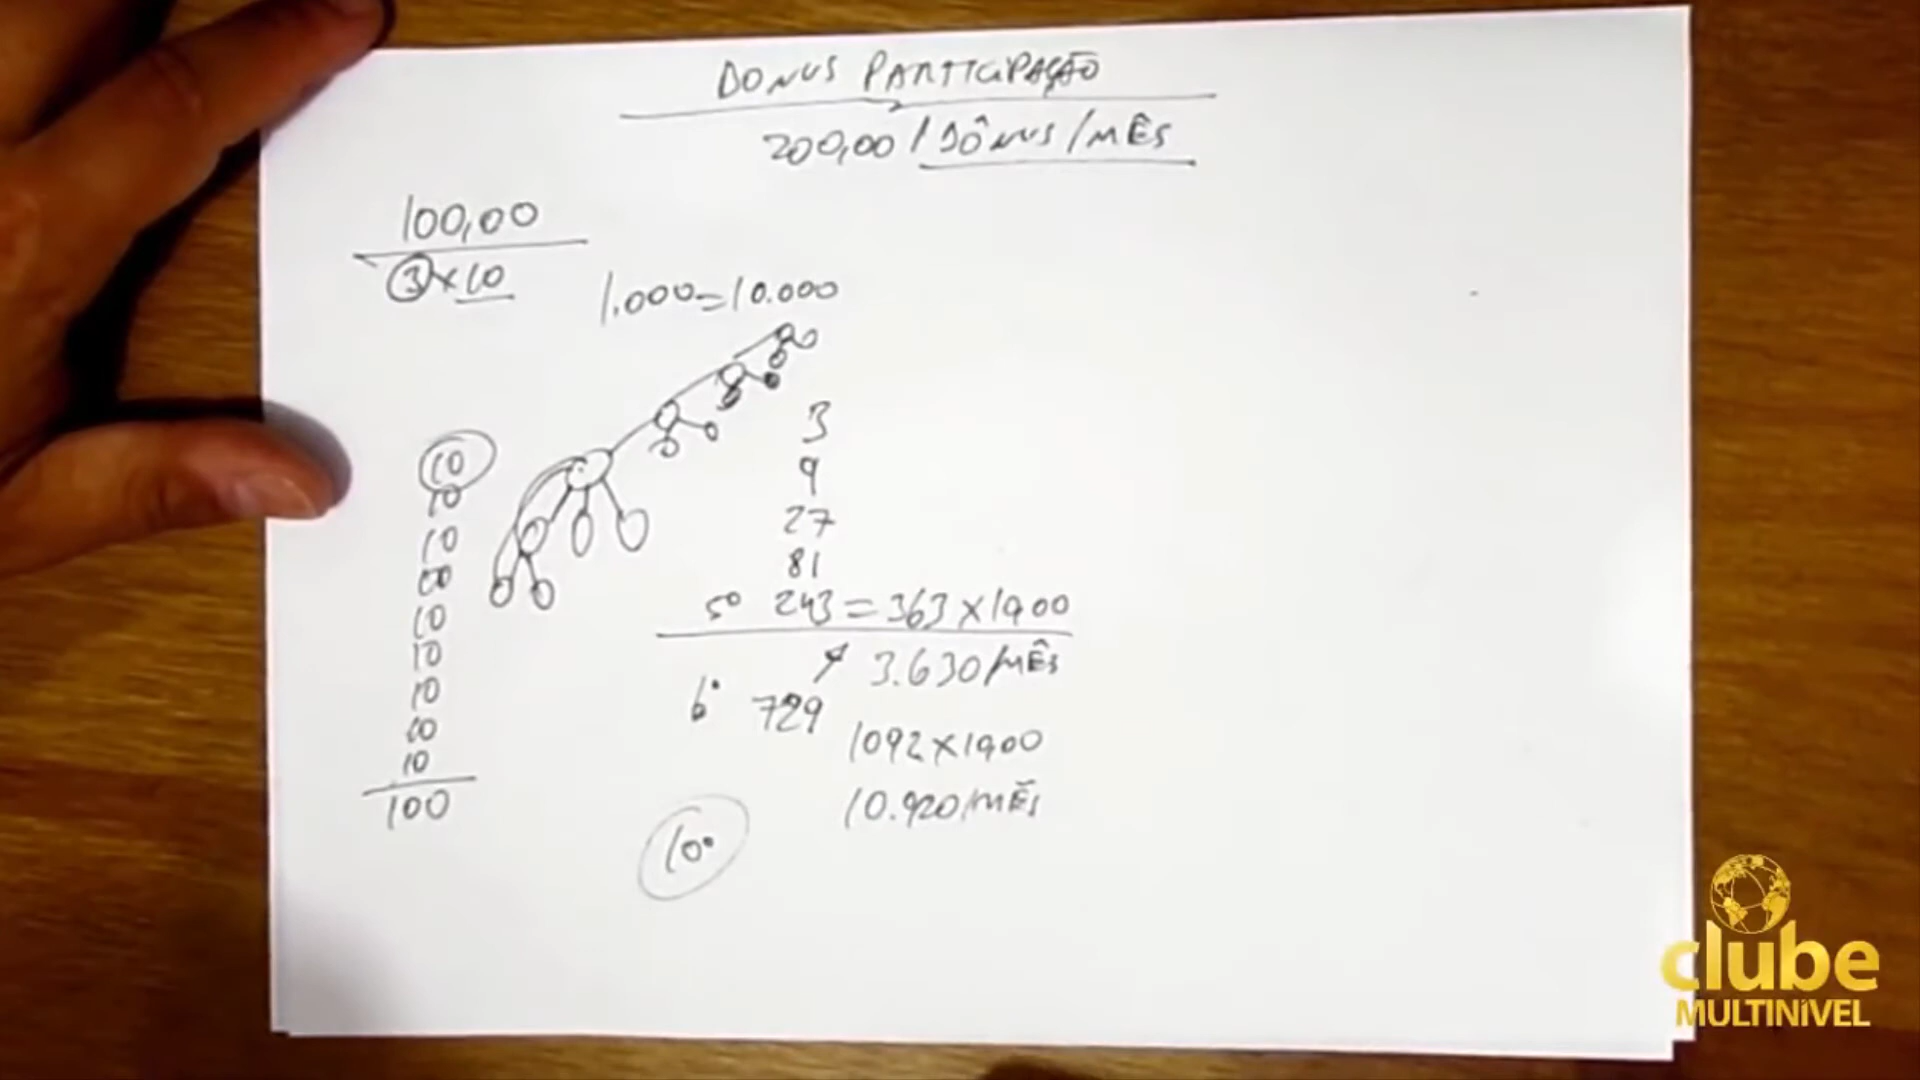 BONUS PARTICIPAÇÃO
200,00 / BÔNUS / MÊS
100,00
3 x 10
1.000 = 10.000
10
10
10
10
10
10
10
10
10
100
3
9
27
81
5º 243 = 363 x 10,00
3.630/MÊS
6º 729
1092 x 10,00
10.920/MÊS
10º
clube
MULTINíVEL